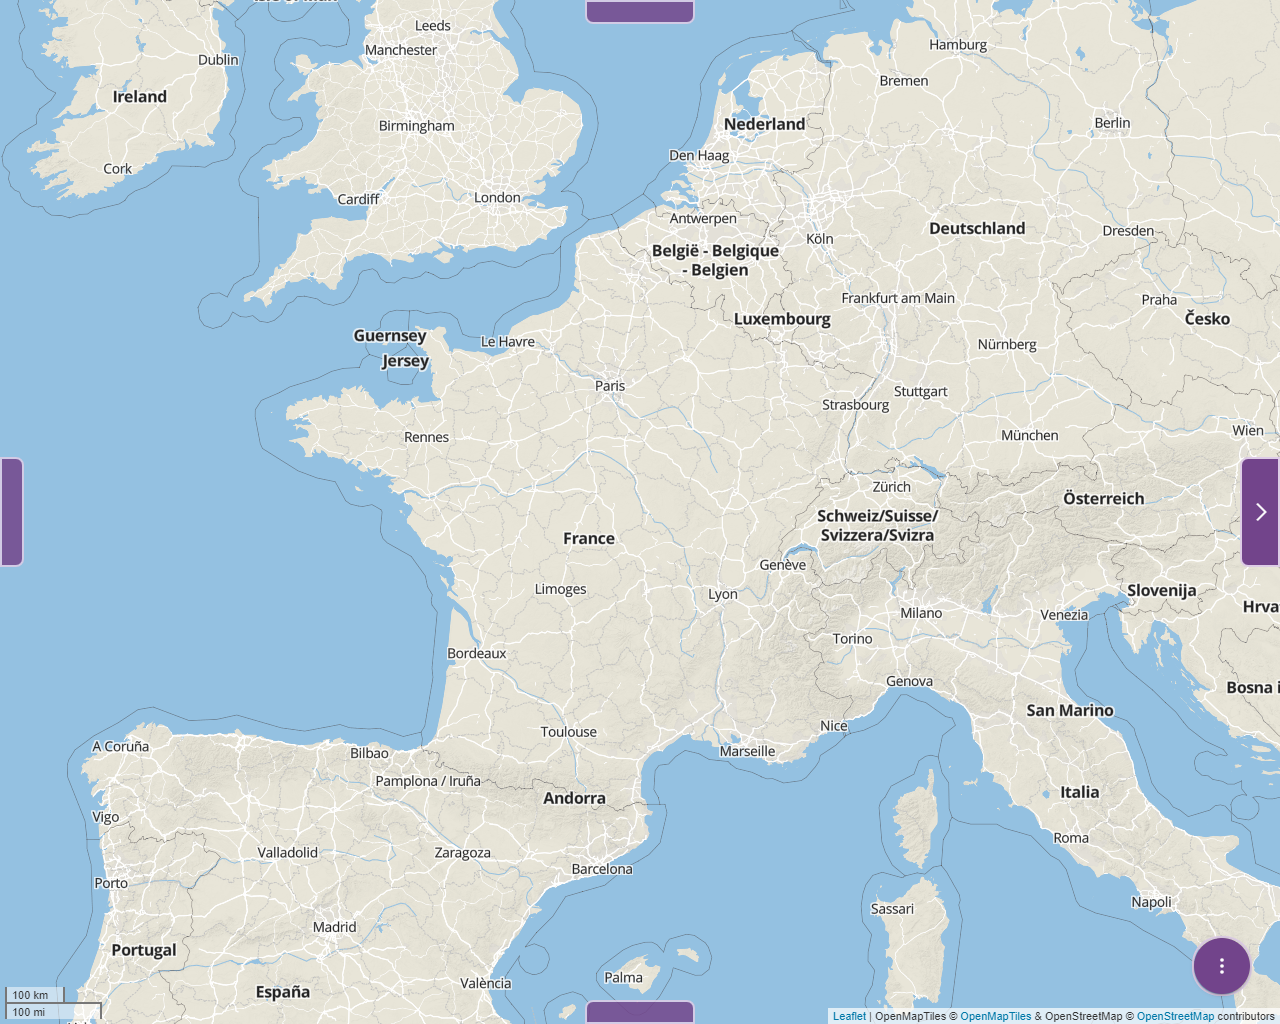 Leeds
Manchester
Dublin
Hamburg
Bremen
Ireland
Birmingham
Nederland
Berlin
Den Haag
Cork
Cardiff
London
Antwerpen
Köln
Deutschland
Dresden
België - Belgique
- Belgien
Frankfurt am Main
Praha
Luxembourg
Česko
Guernsey
Le Havre
Nürnberg
Jersey
Paris
Stuttgart
Strasbourg
Rennes
München
Wien
Zürich
Österreich
Schweiz/Suisse/
Svizzera/Svizra
France
Genève
Limoges
Lyon
Slovenija
Hrva
Milano
Venezia
Torino
Bordeaux
Genova
Bosna i
San Marino
Nice
Toulouse
A Coruña
Bilbao
Marseille
Pamplona / Iruña
Andorra
Italia
Vigo
Roma
Valladolid
Zaragoza
Barcelona
Porto
Napoli
Sassari
Madrid
Portugal
Palma
València
España
100 km
100 mi
Leaflet | OpenMapTiles © OpenMapTiles & OpenStreetMap © OpenStreetMap contributors